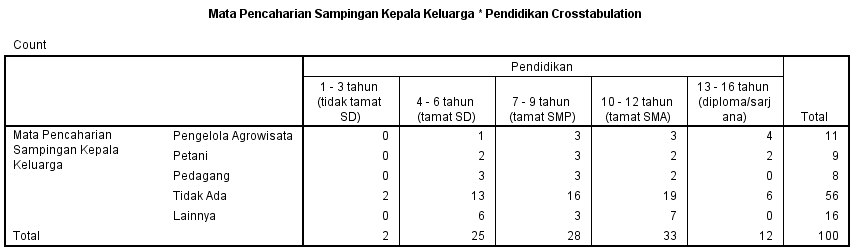 Mata Pencaharian Sampingan Kepala Keluarga * Pendidikan Crosstabulation
Count
Pendidikan
1 - 3 tahun (tidak tamat SD) 4 - 6 tahun (tamat SD) 7 - 9 tahun (tamat SMP) 10 - 12 tahun (tamat SMA) 13 - 16 tahun (diploma/sarjana) Total
Mata Pencaharian Sampingan Kepala Keluarga Pengelola Agrowisata 0 1 3 3 4 11
Petani 0 2 3 2 2 9
Pedagang 0 3 3 2 0 8
Tidak Ada 2 13 16 19 6 56
Lainnya 0 6 3 7 0 16
Total 2 25 28 33 12 100